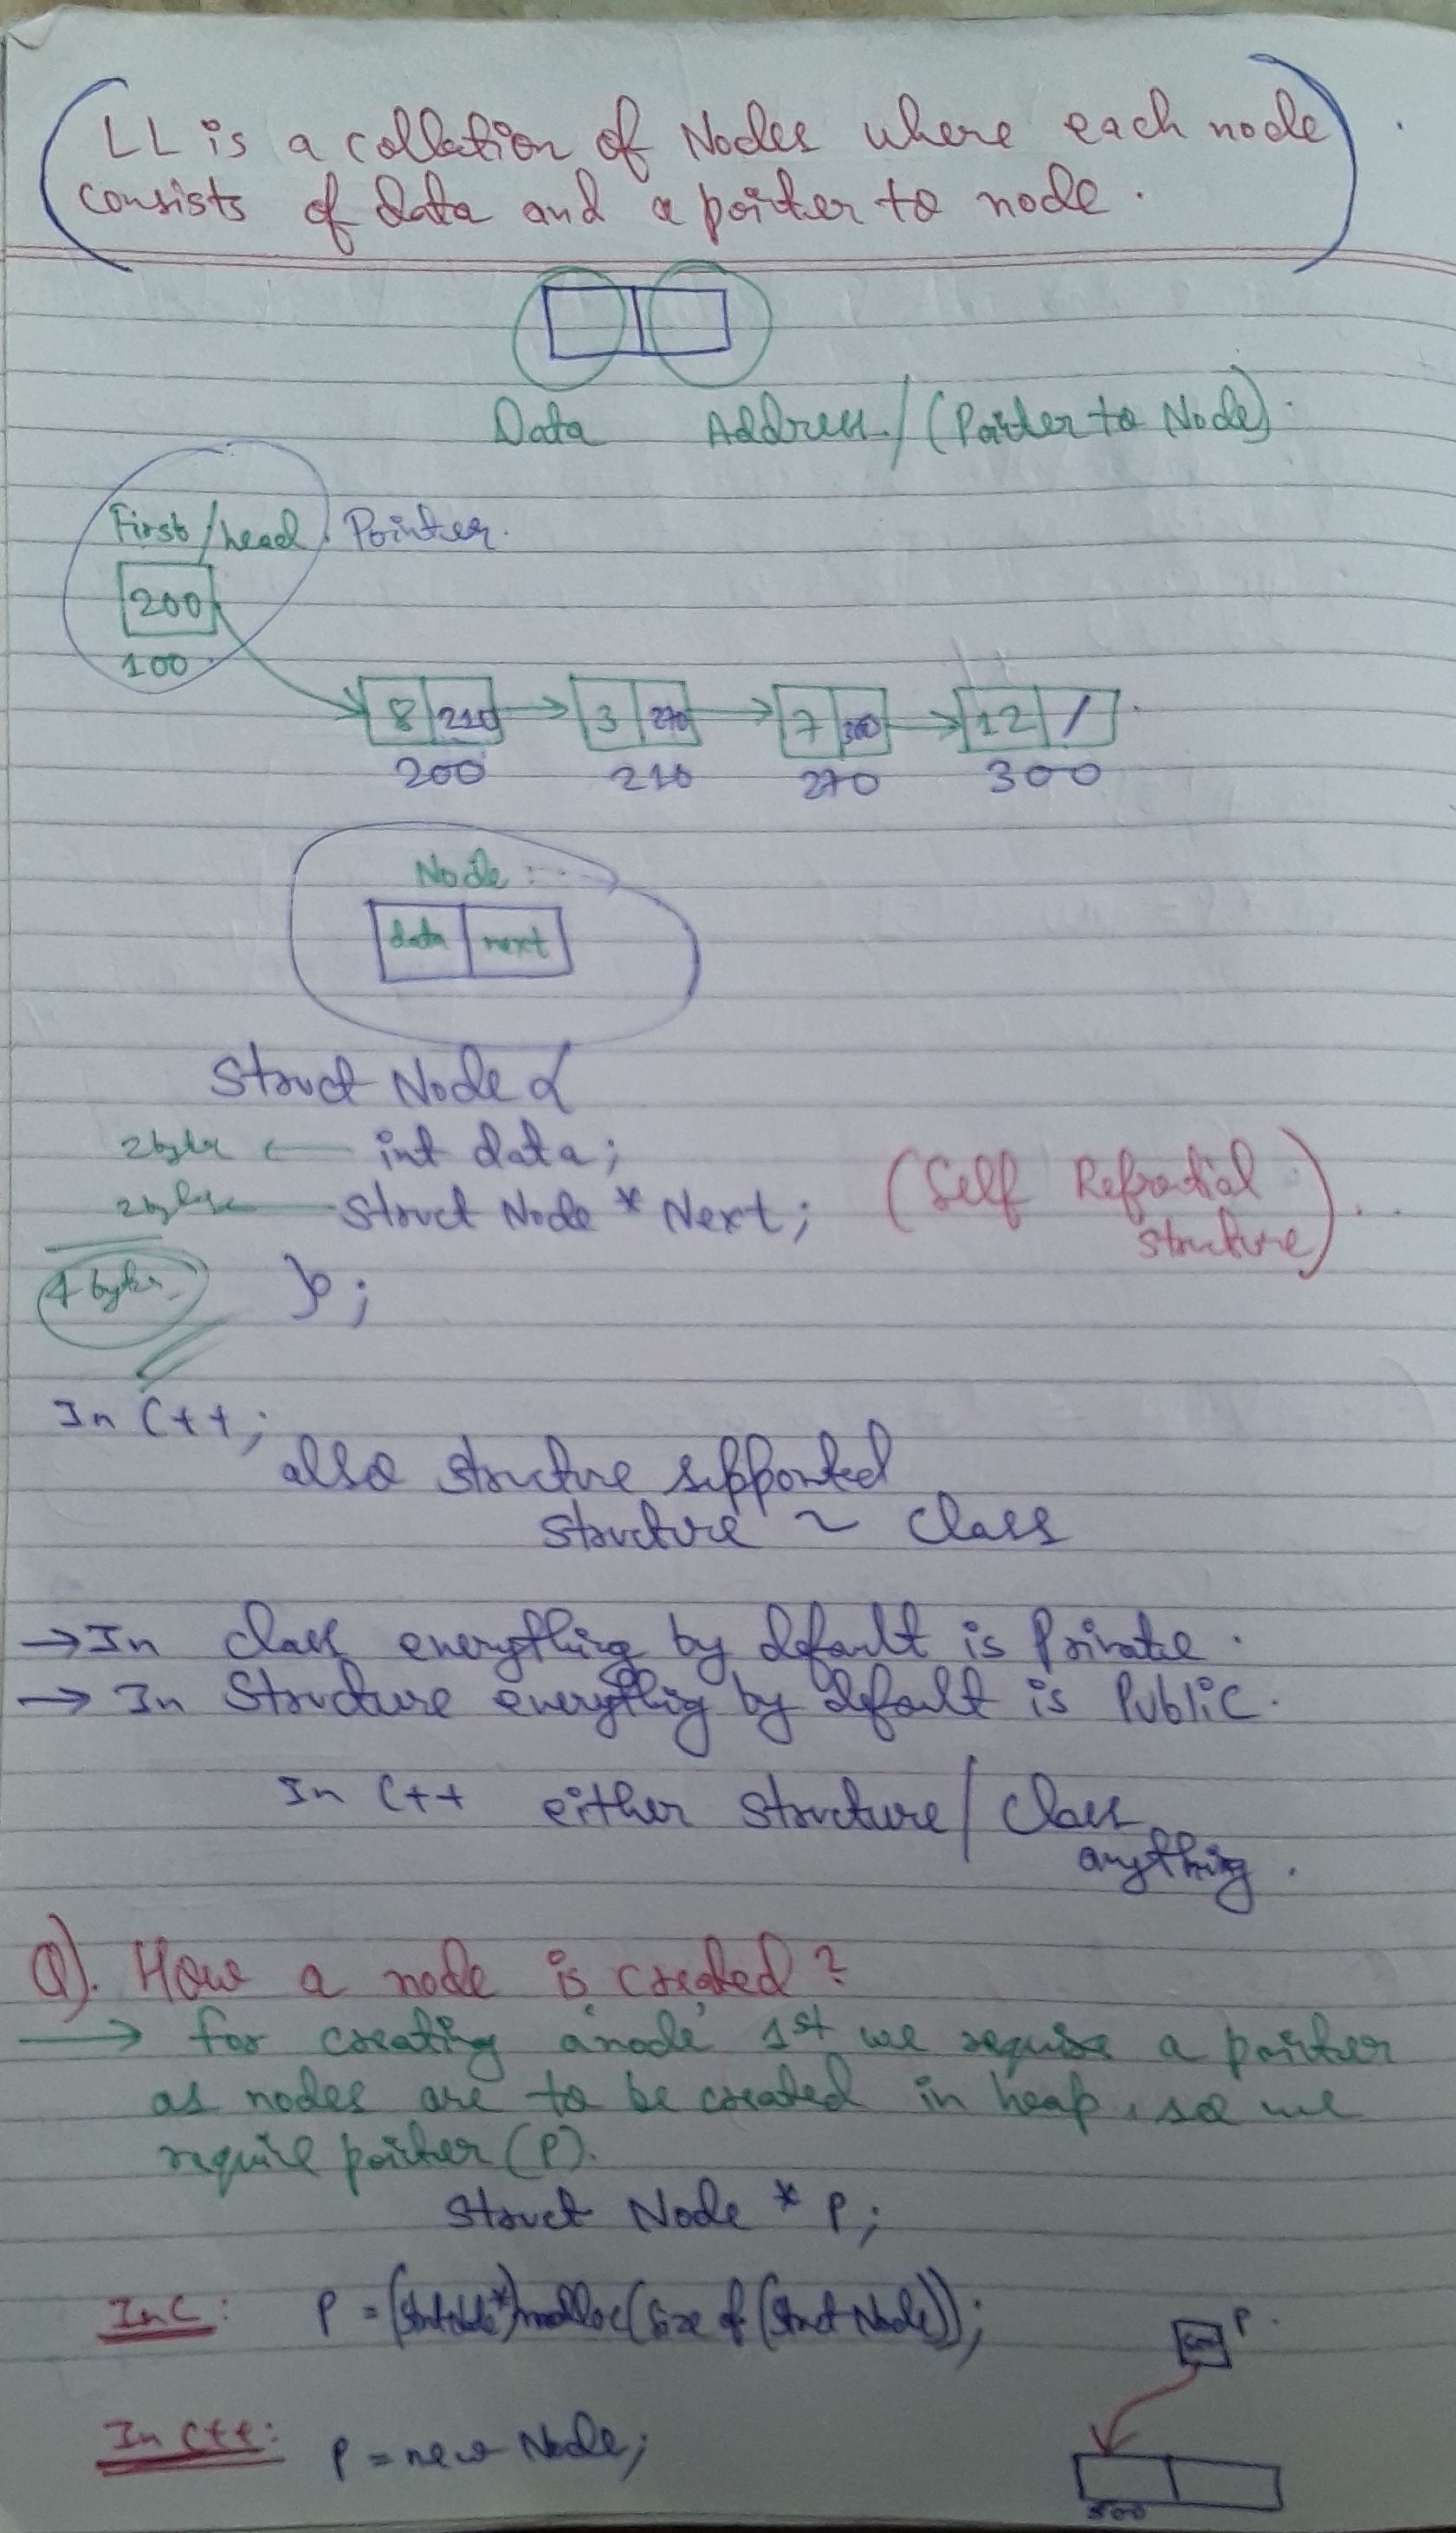 LL is a collection of Nodes where each node
consists of data and a pointer to node.
Data Address/(Pointer to Node).
First/head Pointer.
200
100
8 210 3 270 7 300 12 /
200 210 270 300
Node :
data next
Struct Node {
2 bytes ← int data;
2 bytes ← Struct Node * Next; (Self Refrotial
structure)
4 bytes };
In C++;
also structure supported
structure ~ Class
→ In Class everything by default is Private.
→ In Structure everything by default is Public.
In C++ either structure/Class
anything.
Q). How a node is created?
→ for creating a 'node' 1st we require a pointer
as nodes are to be created in heap, so we
require pointer (P).
Struct Node * P;
In C: P = ( *)malloc(size of (Struct Node));
P.
In C++: P = new Node;
500